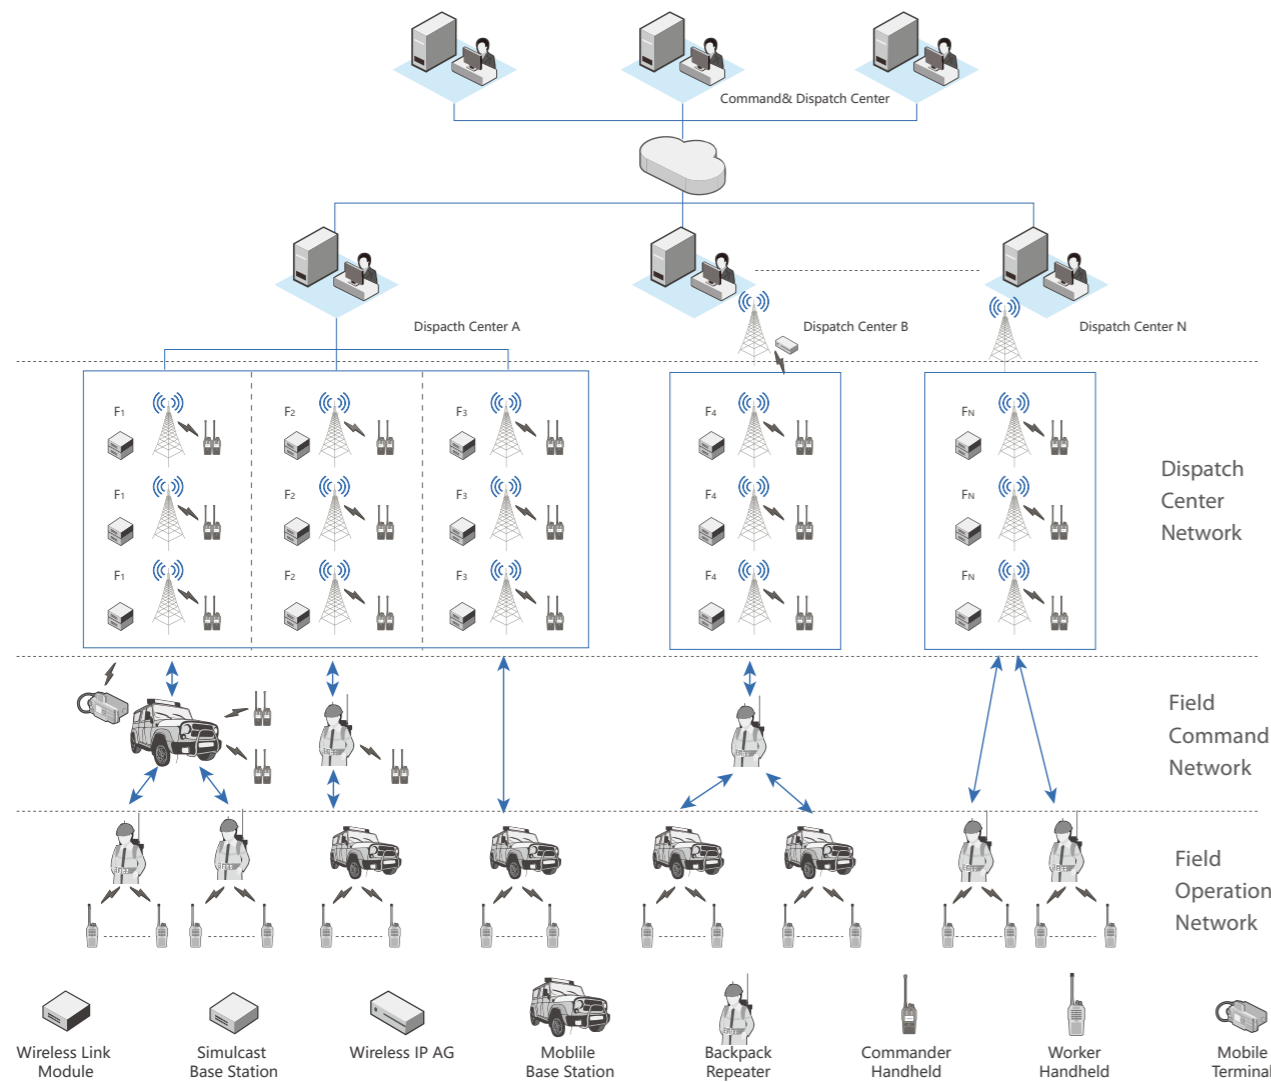 Command& Dispatch Center
Dispacth Center A
Dispatch Center B
Dispatch Center N
F1
F2
F3
F4
FN
F1
F2
F3
F4
FN
F1
F2
F3
F4
FN
Dispatch
Center
Network
Field
Command
Network
Field
Operation
Network
Wireless Link
Module
Simulcast
Base Station
Wireless IP AG
Moblile
Base Station
Backpack
Repeater
Commander
Handheld
Worker
Handheld
Mobile
Terminal